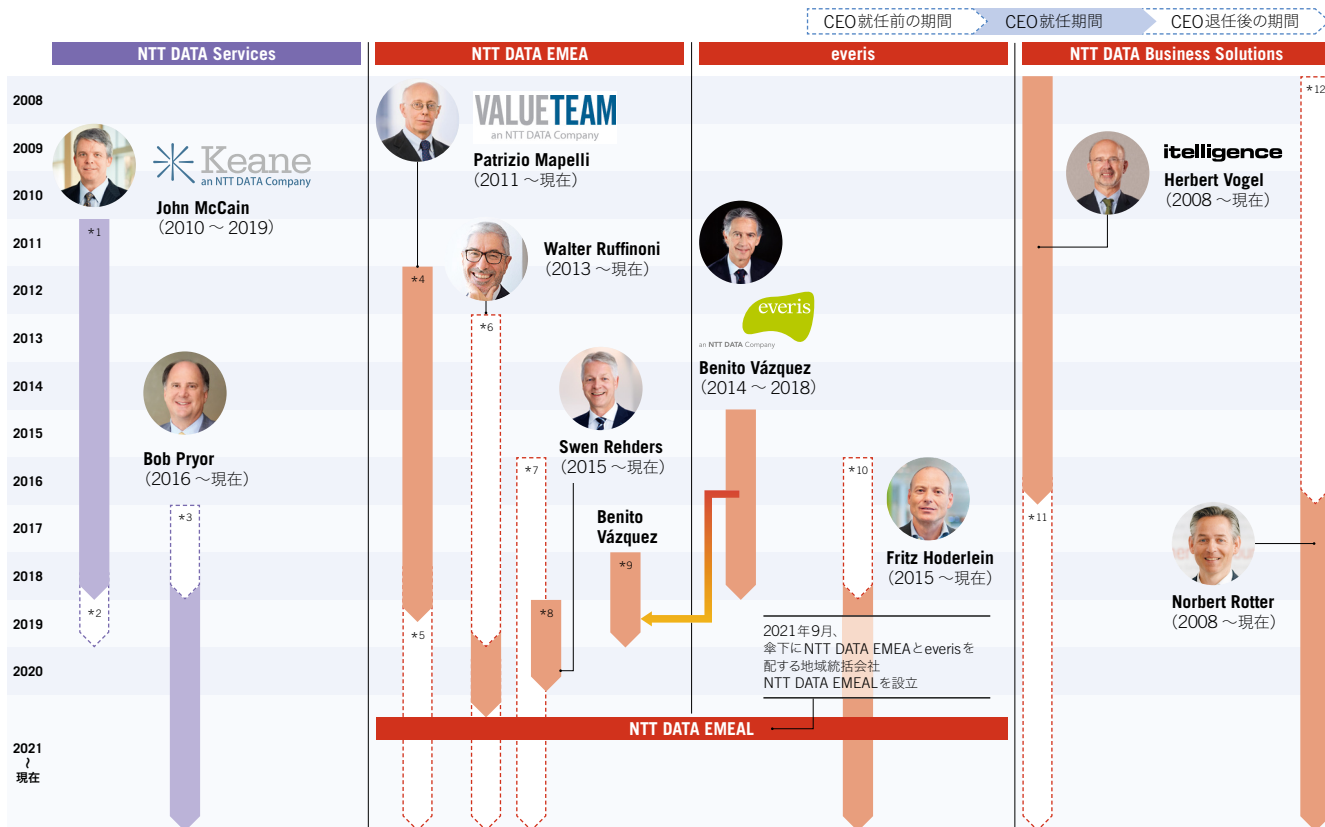 CEO就任前の期間
CEO就任期間
CEO退任後の期間
NTT DATA Services
NTT DATA EMEA
everis
NTT DATA Business Solutions
2008
2009
2010
2011
2012
2013
2014
2015
2016
2017
2018
2019
2020
2021
～
現在
Keane
an NTT DATA Company
John McCain
（2010 ～ 2019）
*1
*2
Bob Pryor
（2016 ～現在）
*3
VALUETEAM
an NTT DATA Company
Patrizio Mapelli
（2011 ～現在）
*4
*5
Walter Ruffinoni
（2013 ～現在）
*6
Swen Rehders
（2015 ～現在）
*7
*8
Benito
Vázquez
*9
everis
an NTT DATA Company
Benito Vázquez
（2014 ～ 2018）
*10
Fritz Hoderlein
（2015 ～現在）
2021年9月、
傘下にNTT DATA EMEAとeverisを
配する地域統括会社
NTT DATA EMEALを設立
NTT DATA EMEAL
itelligence
Herbert Vogel
（2008 ～現在）
*11
*12
Norbert Rotter
（2008 ～現在）